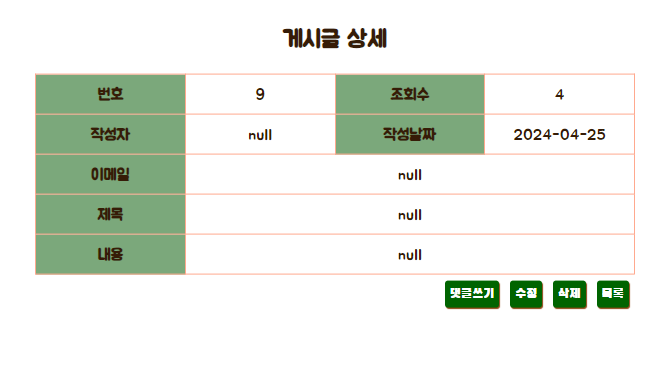 게시글 상세
번호 9 조회수 4
작성자 null 작성날짜 2024-04-25
이메일 null
제목 null
내용 null
댓글쓰기 수정 삭제 목록